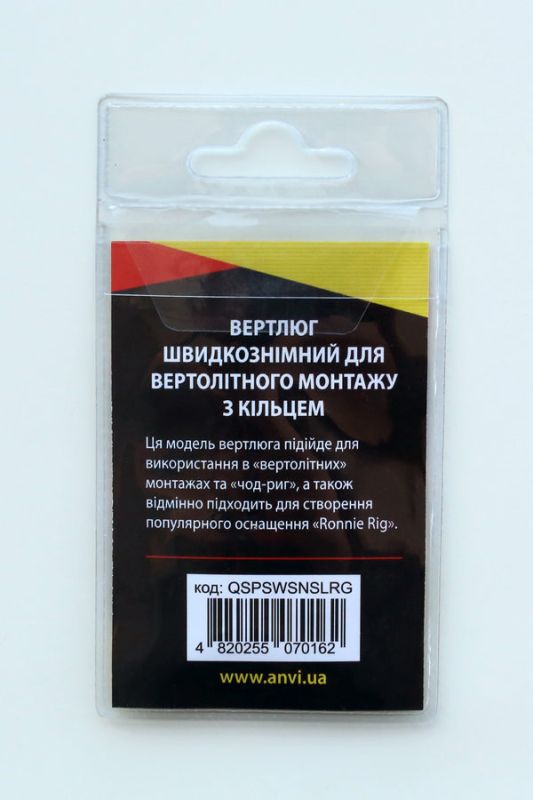 ВЕРТЛЮГ
ШВИДКОЗНІМНИЙ ДЛЯ
ВЕРТОЛІТНОГО МОНТАЖУ
З КІЛЬЦЕМ
Ця модель вертлюга підійде для
використання в «вертолітних»
монтажах та «чод-риг», а також
відмінно підходить для створення
популярного оснащення «Ronnie Rig».
код: QSPSWSNSLRG
4 820255 070162
www.anvi.ua